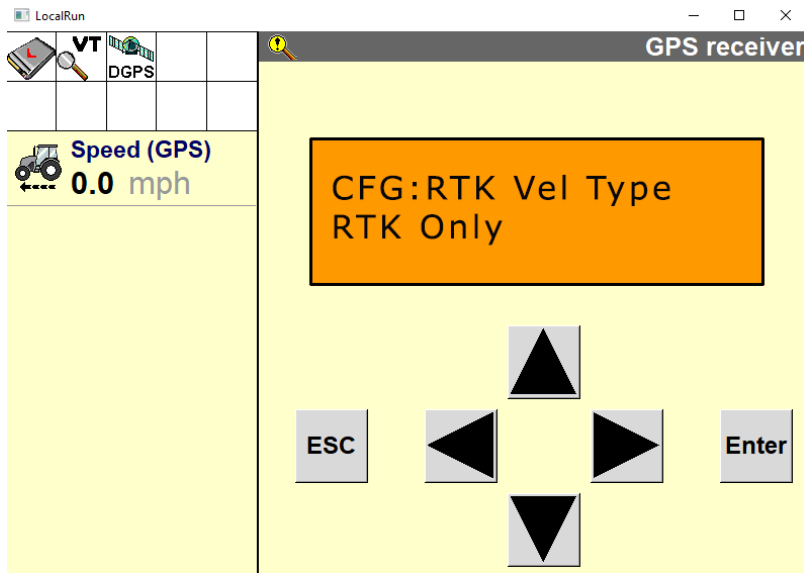 LocalRun
VT
DGPS
GPS receiver
Speed (GPS)
0.0 mph
CFG:RTK Vel Type
RTK Only
ESC
Enter